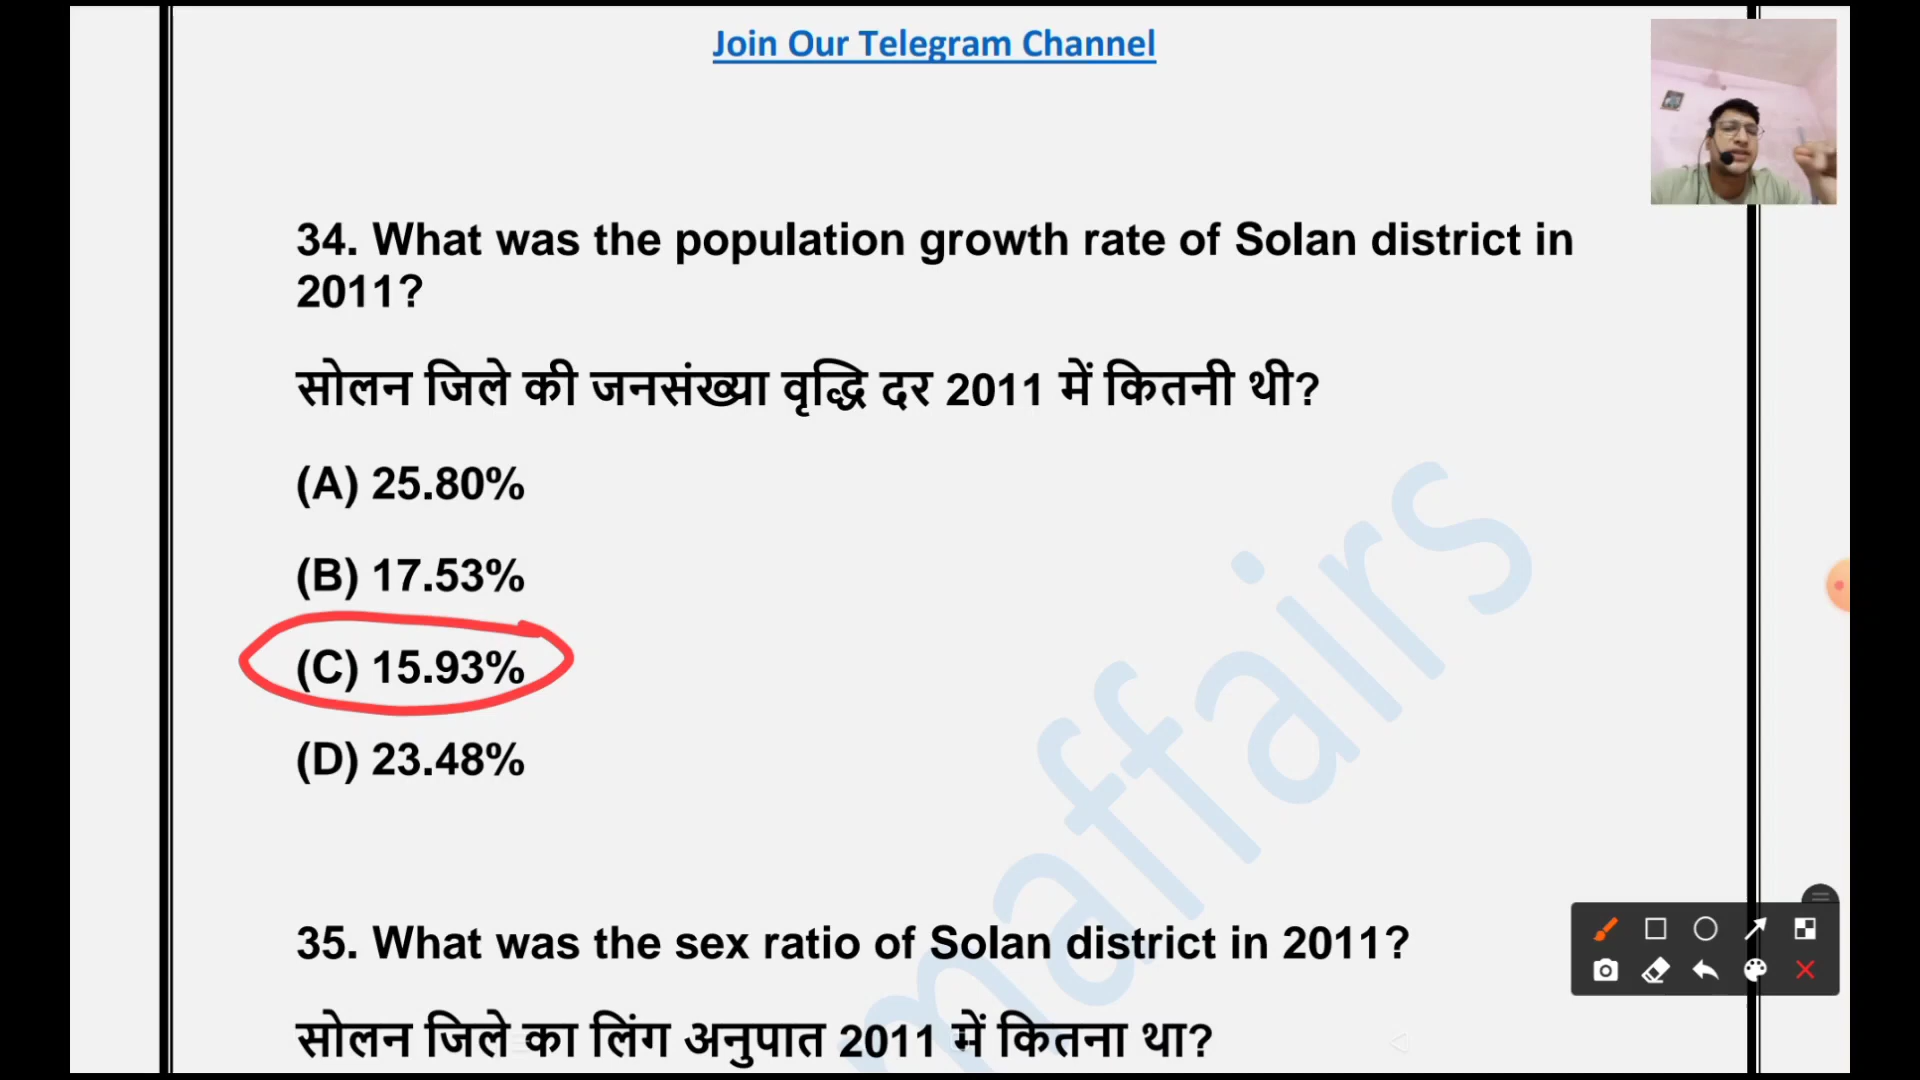 Join Our Telegram Channel
34. What was the population growth rate of Solan district in
2011?
सोलन जिले की जनसंख्या वृद्धि दर 2011 में कितनी थी?
(A) 25.80%
(B) 17.53%
(C) 15.93%
(D) 23.48%
35. What was the sex ratio of Solan district in 2011?
सोलन जिले का लिंग अनुपात 2011 में कितना था?
maffairs